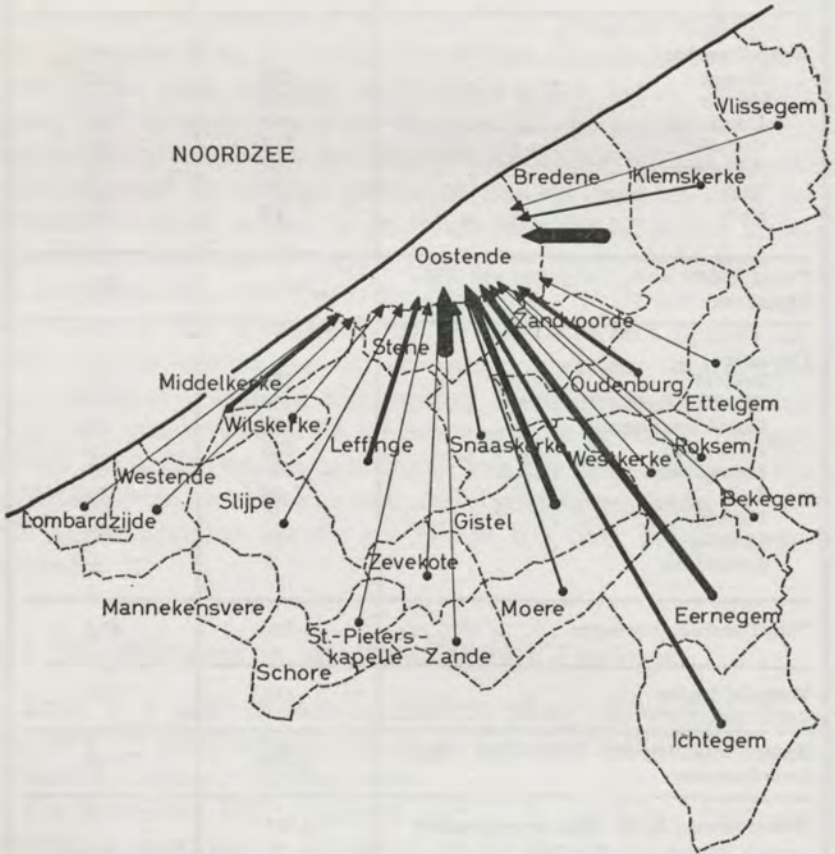 Vlissegem
NOORDZEE
Bredene
Klemskerke
Oostende
Zandvoorde
Stene
Middelkerke
Oudenburg
Ettelgem
Wilskerke
Leffinge
Snaaskerke
Westkerke
Roksem
Westende
Slijpe
Bekegem
Lombardzijde
Gistel
Zevekote
Mannekensvere
Moere
Eernegem
St.-Pieters-
kapelle
Zande
Schore
Ichtegem